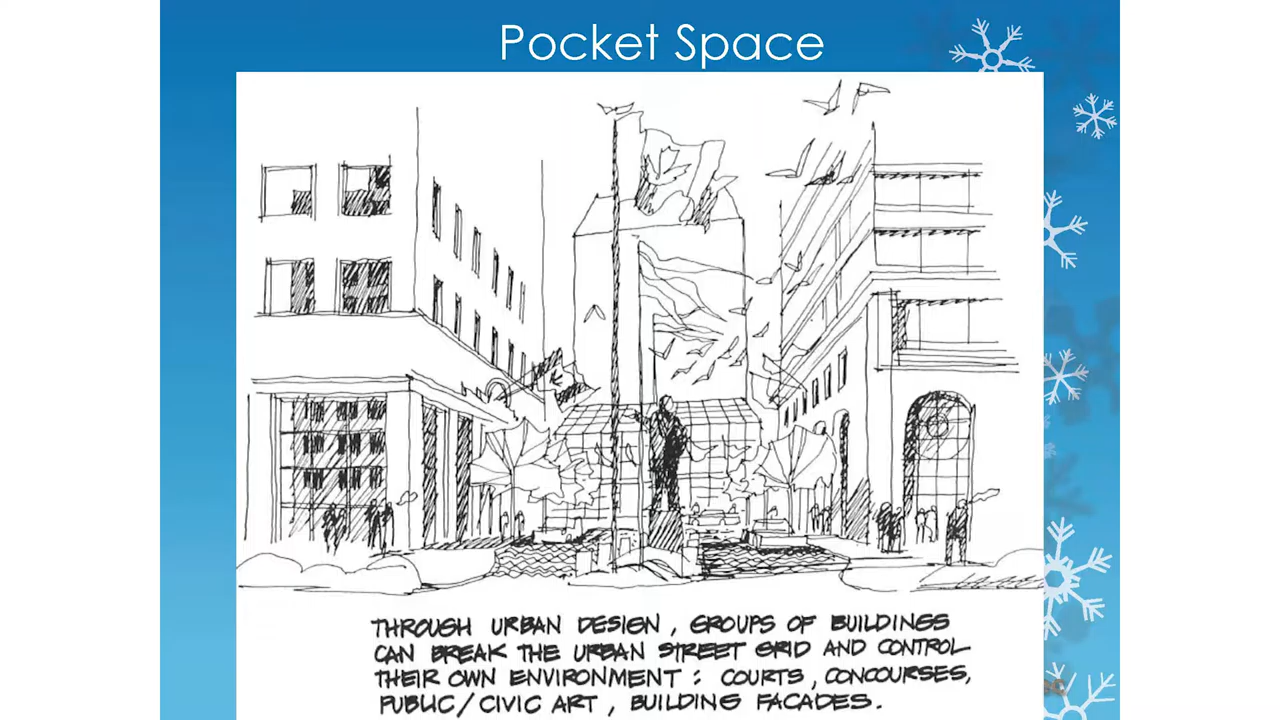 Pocket Space
THROUGH URBAN DESIGN, GROUPS OF BUILDINGS
CAN BREAK THE URBAN STREET GRID AND CONTROL
THEIR OWN ENVIRONMENT: COURTS, CONCOURSES,
PUBLIC/CIVIC ART, BUILDING FACADES.